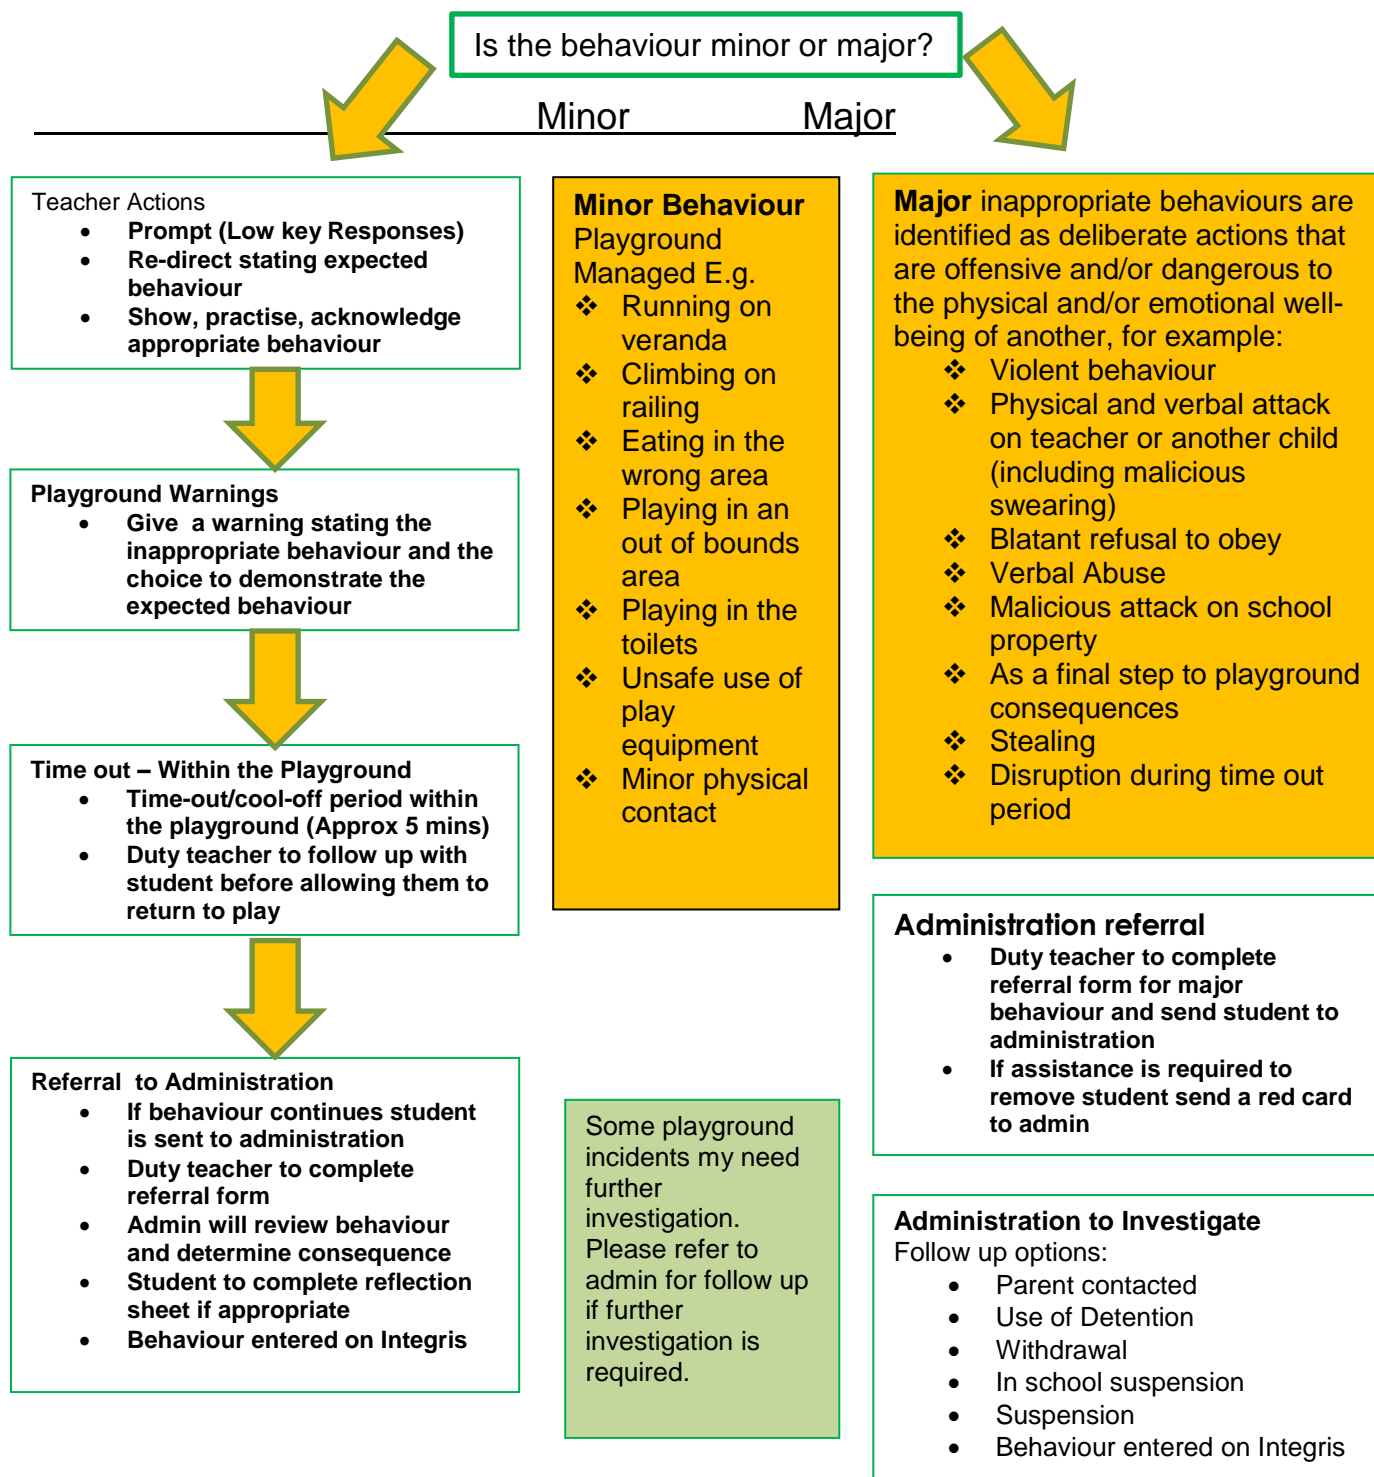 Is the behaviour minor or major?
Minor Major
Teacher Actions
• Prompt (Low key Responses)
• Re-direct stating expected
behaviour
• Show, practise, acknowledge
appropriate behaviour
Playground Warnings
• Give a warning stating the
inappropriate behaviour and the
choice to demonstrate the
expected behaviour
Time out – Within the Playground
• Time-out/cool-off period within
the playground (Approx 5 mins)
• Duty teacher to follow up with
student before allowing them to
return to play
Referral to Administration
• If behaviour continues student
is sent to administration
• Duty teacher to complete
referral form
• Admin will review behaviour
and determine consequence
• Student to complete reflection
sheet if appropriate
• Behaviour entered on Integris
Minor Behaviour
Playground
Managed E.g.
❖ Running on
veranda
❖ Climbing on
railing
❖ Eating in the
wrong area
❖ Playing in an
out of bounds
area
❖ Playing in the
toilets
❖ Unsafe use of
play
equipment
❖ Minor physical
contact
Some playground
incidents my need
further
investigation.
Please refer to
admin for follow up
if further
investigation is
required.
Major inappropriate behaviours are
identified as deliberate actions that
are offensive and/or dangerous to
the physical and/or emotional well-
being of another, for example:
❖ Violent behaviour
❖ Physical and verbal attack
on teacher or another child
(including malicious
swearing)
❖ Blatant refusal to obey
❖ Verbal Abuse
❖ Malicious attack on school
property
❖ As a final step to playground
consequences
❖ Stealing
❖ Disruption during time out
period
Administration referral
• Duty teacher to complete
referral form for major
behaviour and send student to
administration
• If assistance is required to
remove student send a red card
to admin
Administration to Investigate
Follow up options:
• Parent contacted
• Use of Detention
• Withdrawal
• In school suspension
• Suspension
• Behaviour entered on Integris